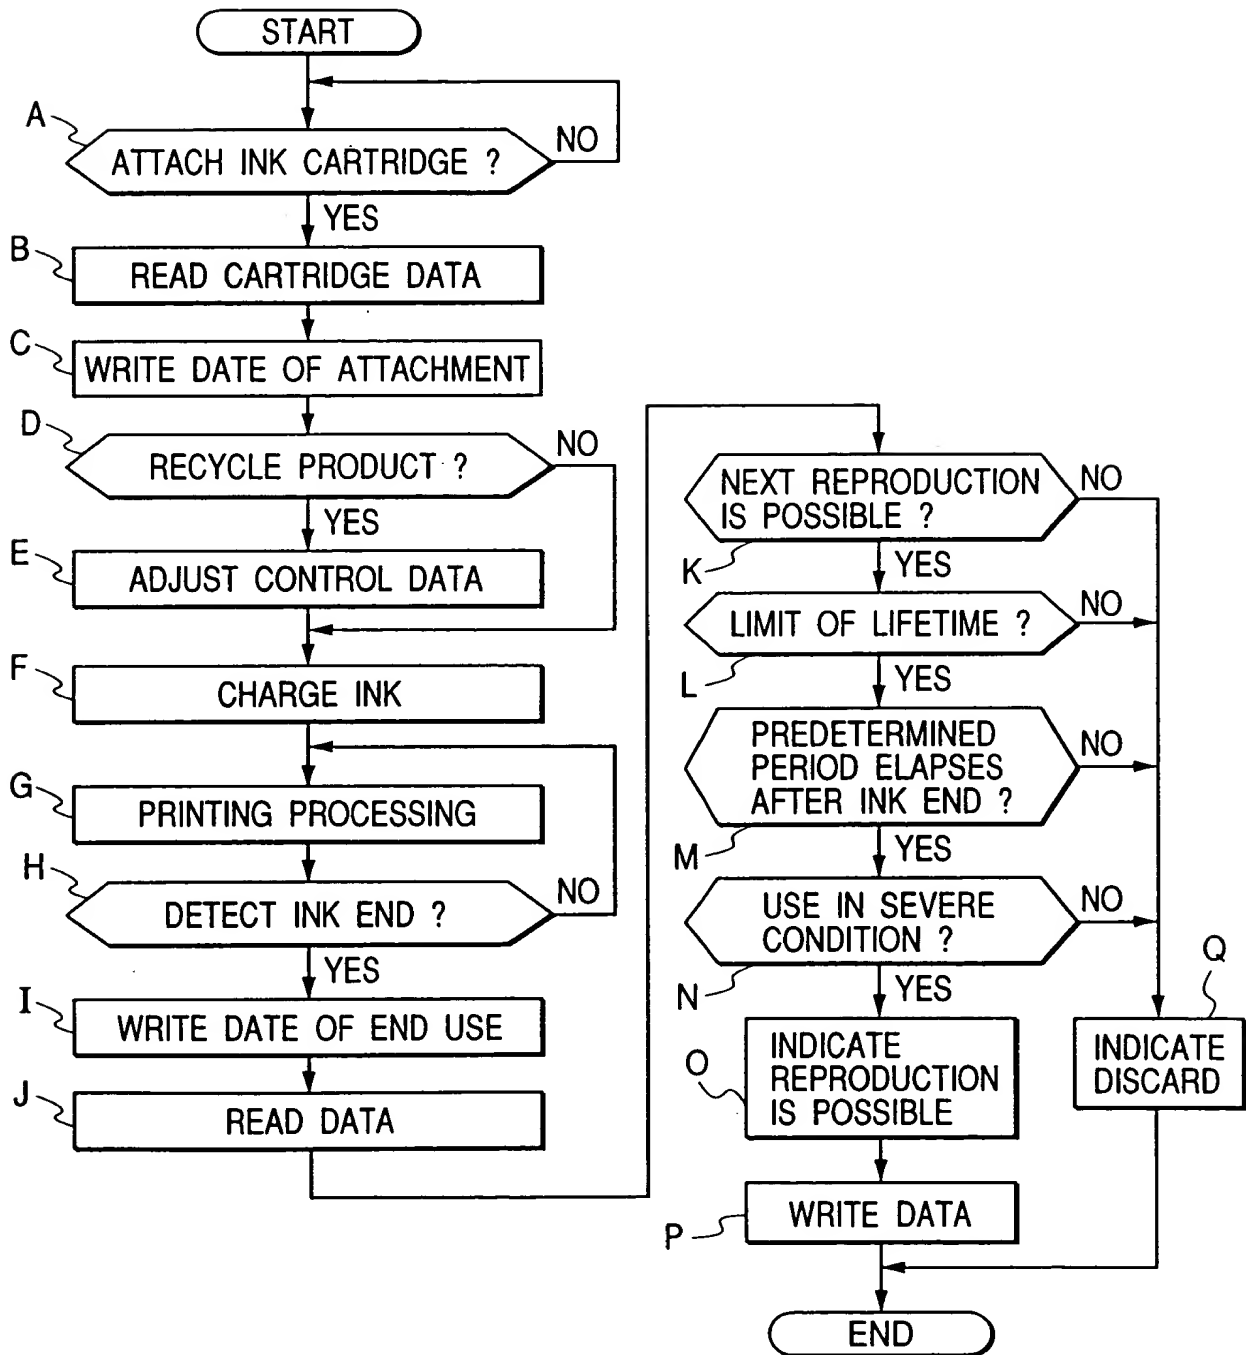 START
A
ATTACH INK CARTRIDGE ?
NO
YES
B
READ CARTRIDGE DATA
C
WRITE DATE OF ATTACHMENT
D
RECYCLE PRODUCT ?
NO
YES
E
ADJUST CONTROL DATA
F
CHARGE INK
G
PRINTING PROCESSING
H
DETECT INK END ?
NO
YES
I
WRITE DATE OF END USE
J
READ DATA
NEXT REPRODUCTION
IS POSSIBLE ?
NO
K
YES
LIMIT OF LIFETIME ?
NO
L
YES
PREDETERMINED
PERIOD ELAPSES
AFTER INK END ?
NO
M
YES
USE IN SEVERE
CONDITION ?
NO
N
YES
O
INDICATE
REPRODUCTION
IS POSSIBLE
Q
INDICATE
DISCARD
P
WRITE DATA
END